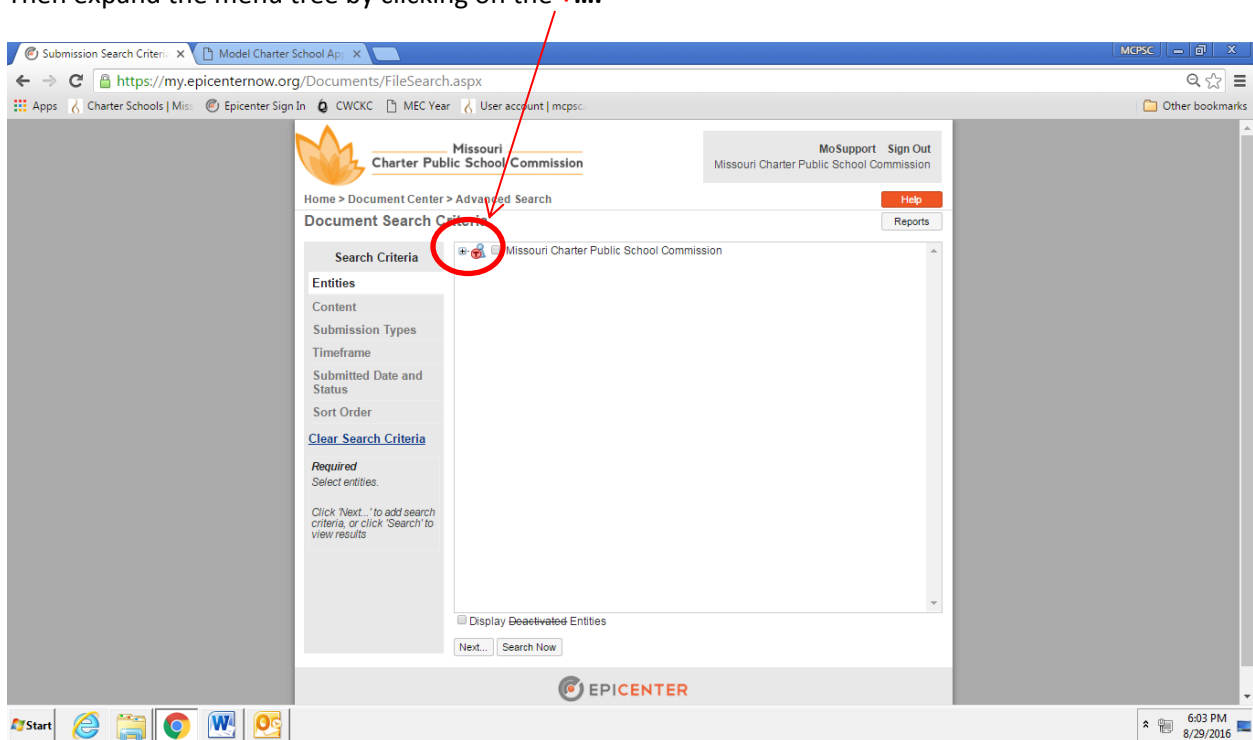 Then expand the menu tree by clicking on the
Submission Search Criteri
Model Charter School Ap
MCPSC
https://my.epicenternow.org/Documents/FileSearch.aspx
Apps Charter Schools | Miss Epicenter Sign In CWCKC MEC Year User account | mcpsc Other bookmarks
Missouri
Charter Public School Commission
MoSupport Sign Out
Missouri Charter Public School Commission
Home > Document Center > Advanced Search
Help
Document Search Criteria
Reports
Search Criteria
Missouri Charter Public School Commission
Entities
Content
Submission Types
Timeframe
Submitted Date and
Status
Sort Order
Clear Search Criteria
Required
Select entities.
Click 'Next...' to add search
criteria, or click 'Search' to
view results
Display Deactivated Entities
Next... Search Now
EPICENTER
Start
6:03 PM
8/29/2016